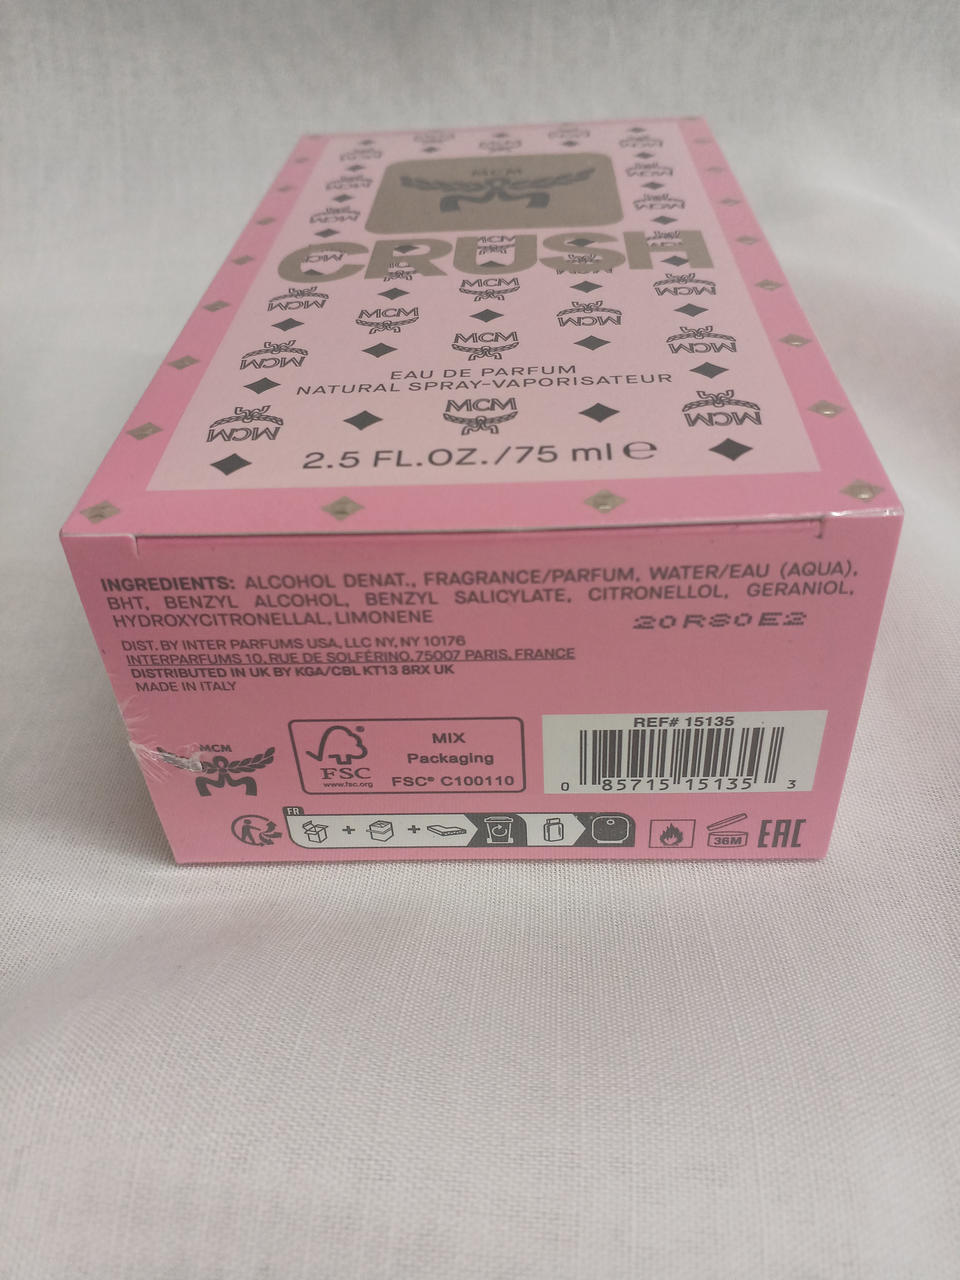 MCM
CRUSH
EAU DE PARFUM
NATURAL SPRAY-VAPORISATEUR
MCM
2.5 FL.OZ./75 ml ℮
INGREDIENTS: ALCOHOL DENAT., FRAGRANCE/PARFUM, WATER/EAU (AQUA),
BHT, BENZYL ALCOHOL, BENZYL SALICYLATE, CITRONELLOL, GERANIOL,
HYDROXYCITRONELLAL, LIMONENE
20RS0E2
DIST. BY INTER PARFUMS USA, LLC NY, NY 10176
INTERPARFUMS 10, RUE DE SOLFÉRINO, 75007 PARIS, FRANCE
DISTRIBUTED IN UK BY KGA/CBL KT13 8RX UK
MADE IN ITALY
MCM
FSC
www.fsc.org
MIX
Packaging
FSC® C100110
REF# 15135
0 85715 15135 3
FR
+ +
36M
EAC